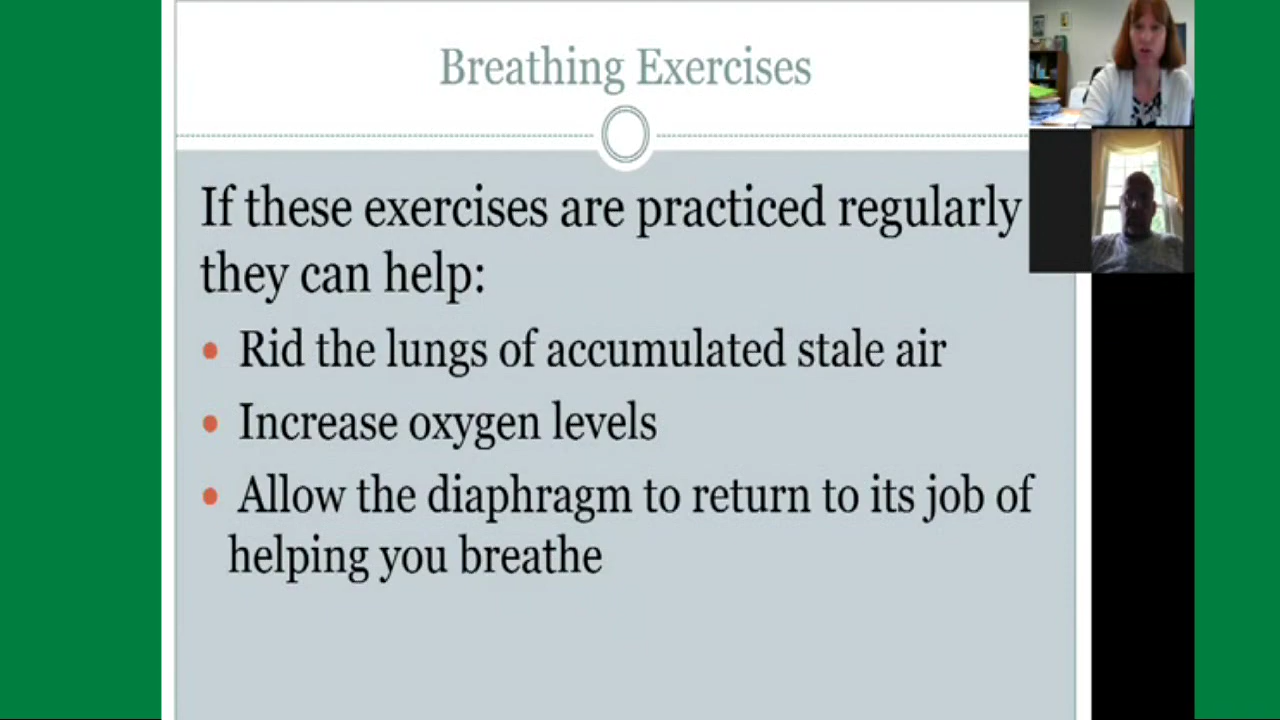 Breathing Exercises
If these exercises are practiced regularly
they can help:
• Rid the lungs of accumulated stale air
• Increase oxygen levels
• Allow the diaphragm to return to its job of
helping you breathe